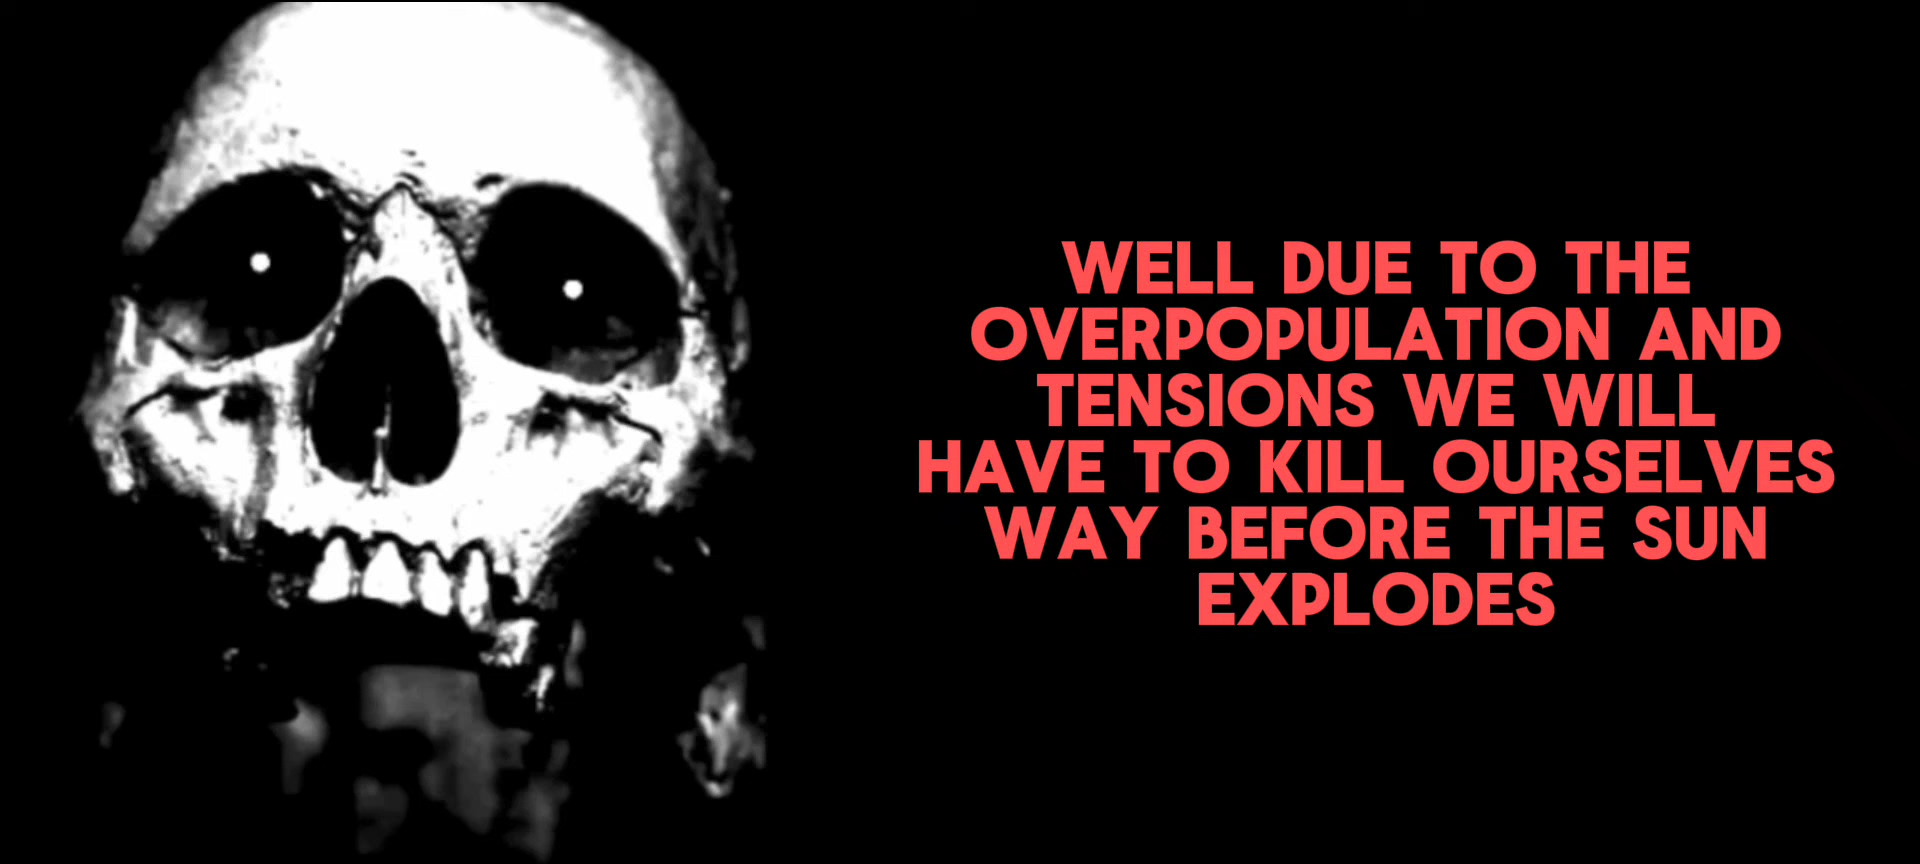 WELL DUE TO THE
OVERPOPULATION AND
TENSIONS WE WILL
HAVE TO KILL OURSELVES
WAY BEFORE THE SUN
EXPLODES